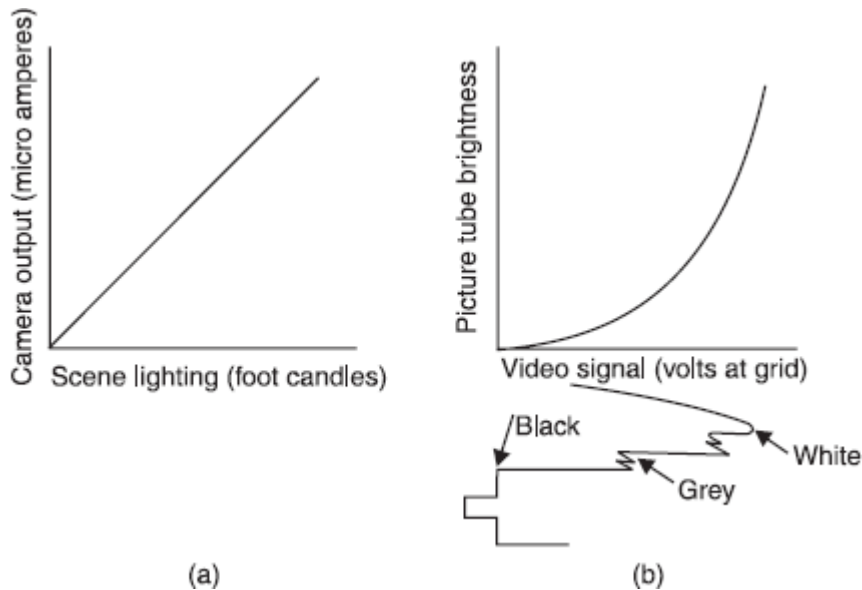 Camera output (micro amperes)
Scene lighting (foot candles)
(a)
Picture tube brightness
Video signal (volts at grid)
Black
White
Grey
(b)